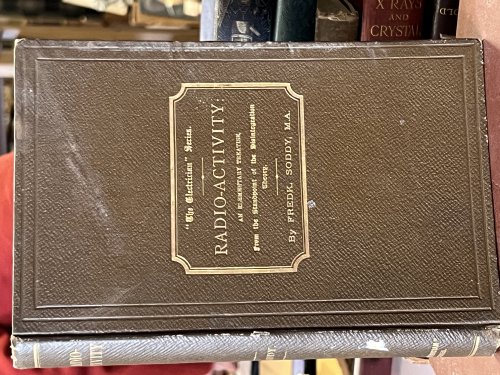 "The Electrician" Series.
RADIO-ACTIVITY:
AN ELEMENTARY TREATISE,
From the Standpoint of the Disintegration
Theory.
By FREDK. SODDY, M.A.
X RAYS
AND
CRYSTAL